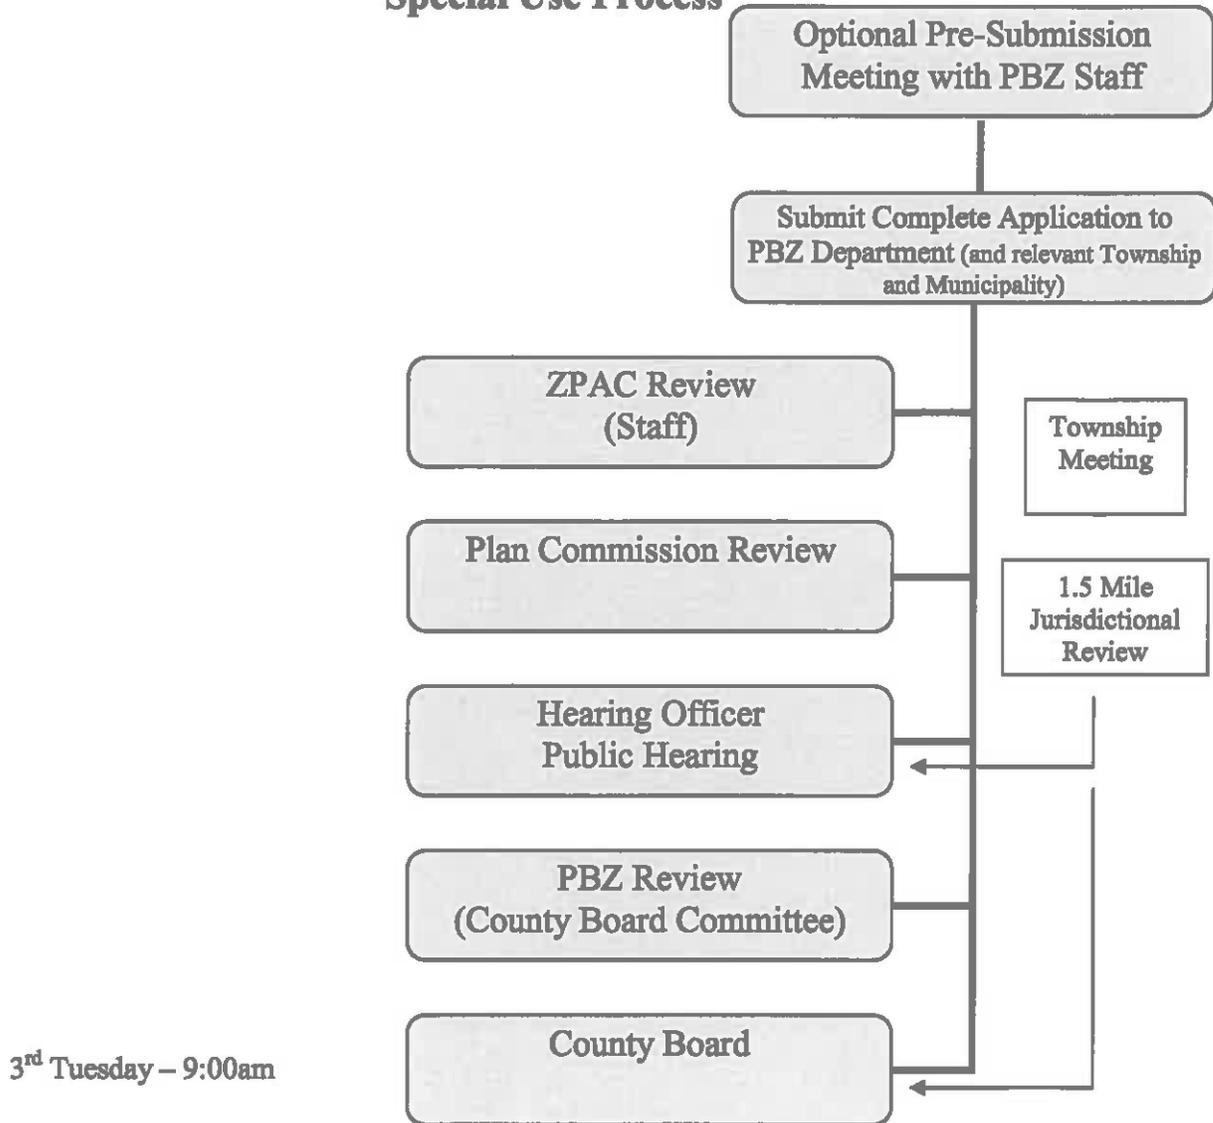 Special Use Process
Optional Pre-Submission
Meeting with PBZ Staff
Submit Complete Application to
PBZ Department (and relevant Township
and Municipality)
ZPAC Review
(Staff)
Township
Meeting
Plan Commission Review
1.5 Mile
Jurisdictional
Review
Hearing Officer
Public Hearing
PBZ Review
(County Board Committee)
County Board
3rd Tuesday – 9:00am